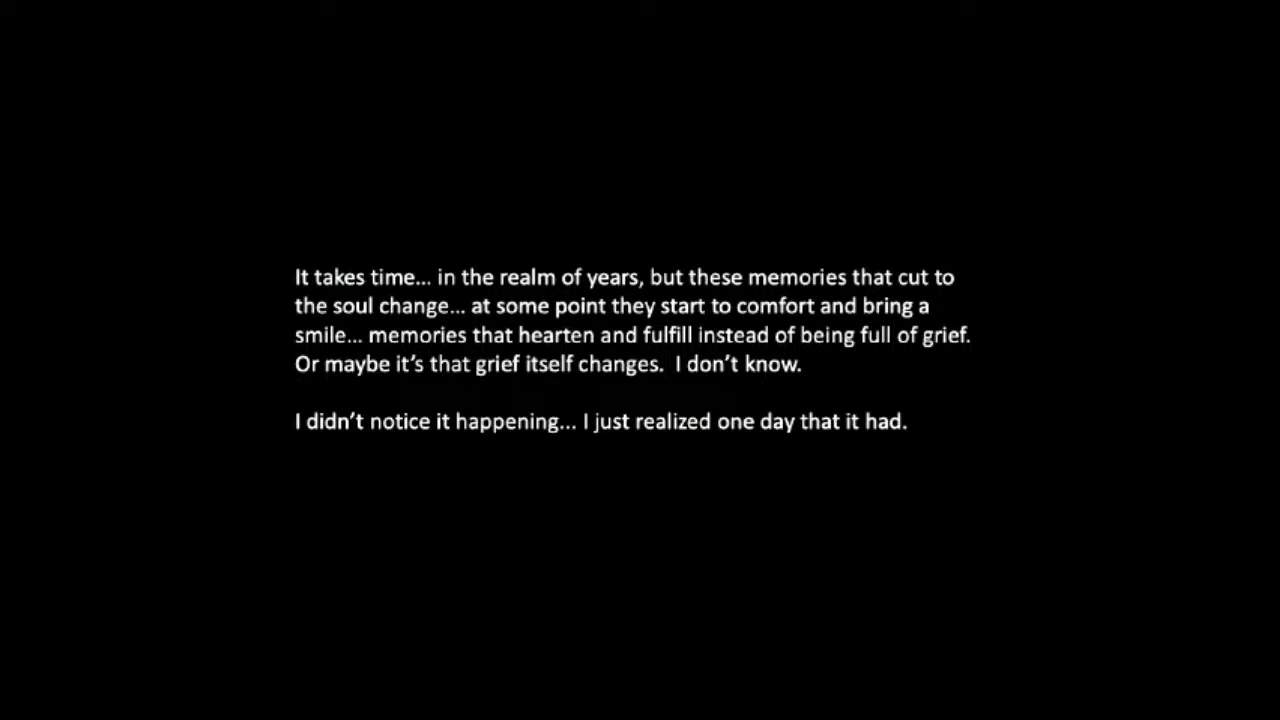 It takes time... in the realm of years, but these memories that cut to
the soul change... at some point they start to comfort and bring a
smile... memories that hearten and fulfill instead of being full of grief.
Or maybe it’s that grief itself changes.  I don’t know.
I didn’t notice it happening... I just realized one day that it had.